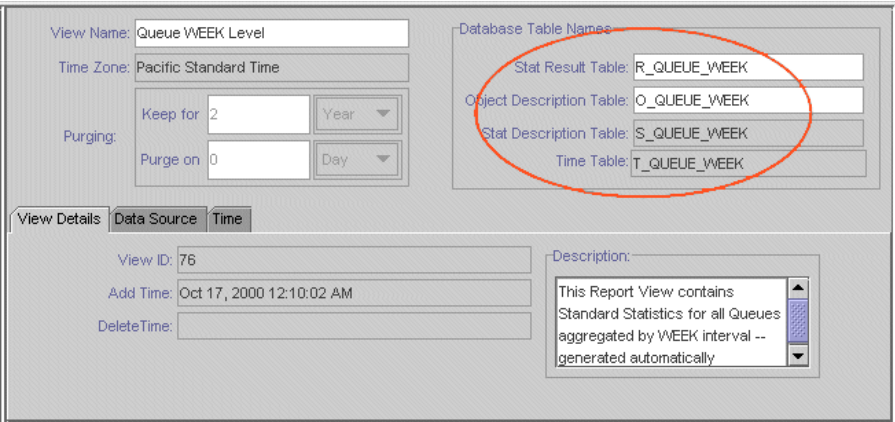 View Name: Queue WEEK Level
Time Zone: Pacific Standard Time
Purging:
Keep for 2 Year
Purge on 0 Day
Database Table Names
Stat Result Table: R_QUEUE_WEEK
Object Description Table: O_QUEUE_WEEK
Stat Description Table: S_QUEUE_WEEK
Time Table: T_QUEUE_WEEK
View Details Data Source Time
View ID: 76
Add Time: Oct 17, 2000 12:10:02 AM
DeleteTime:
Description:
This Report View contains
Standard Statistics for all Queues
aggregated by WEEK interval --
generated automatically